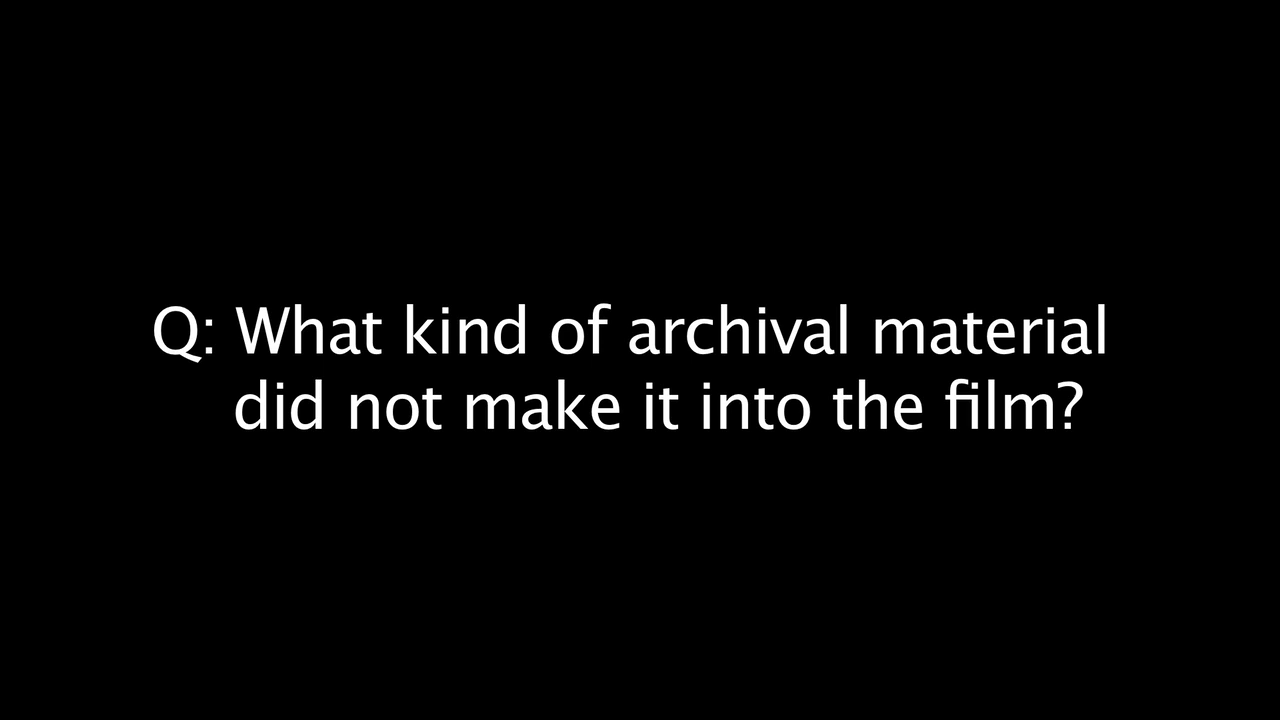 Q: What kind of archival material
did not make it into the film?